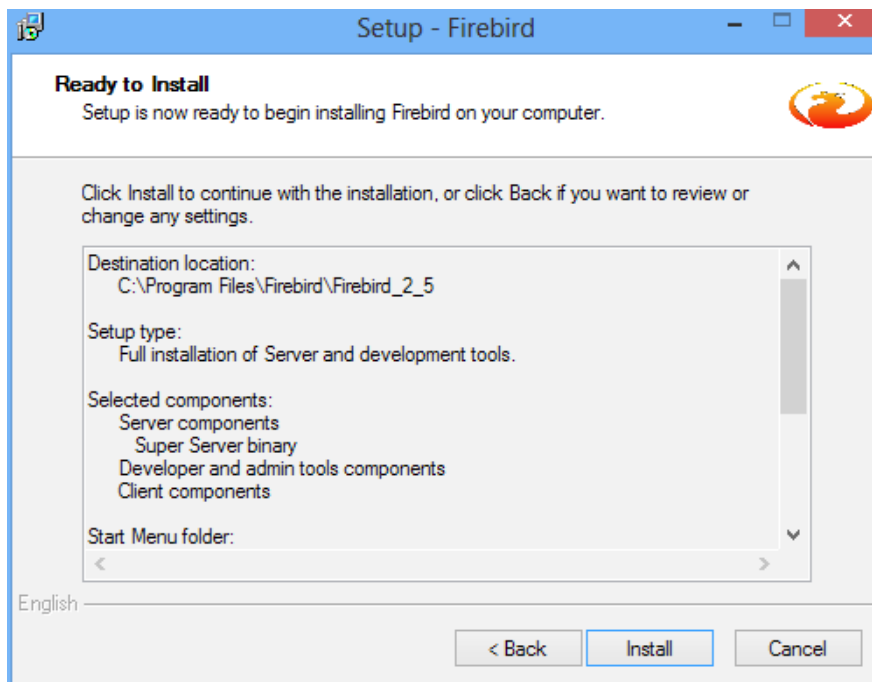 Setup - Firebird
Ready to Install
Setup is now ready to begin installing Firebird on your computer.
Click Install to continue with the installation, or click Back if you want to review or
change any settings.
Destination location:
C:\Program Files\Firebird\Firebird_2_5
Setup type:
Full installation of Server and development tools.
Selected components:
Server components
Super Server binary
Developer and admin tools components
Client components
Start Menu folder:
English
< Back
Install
Cancel